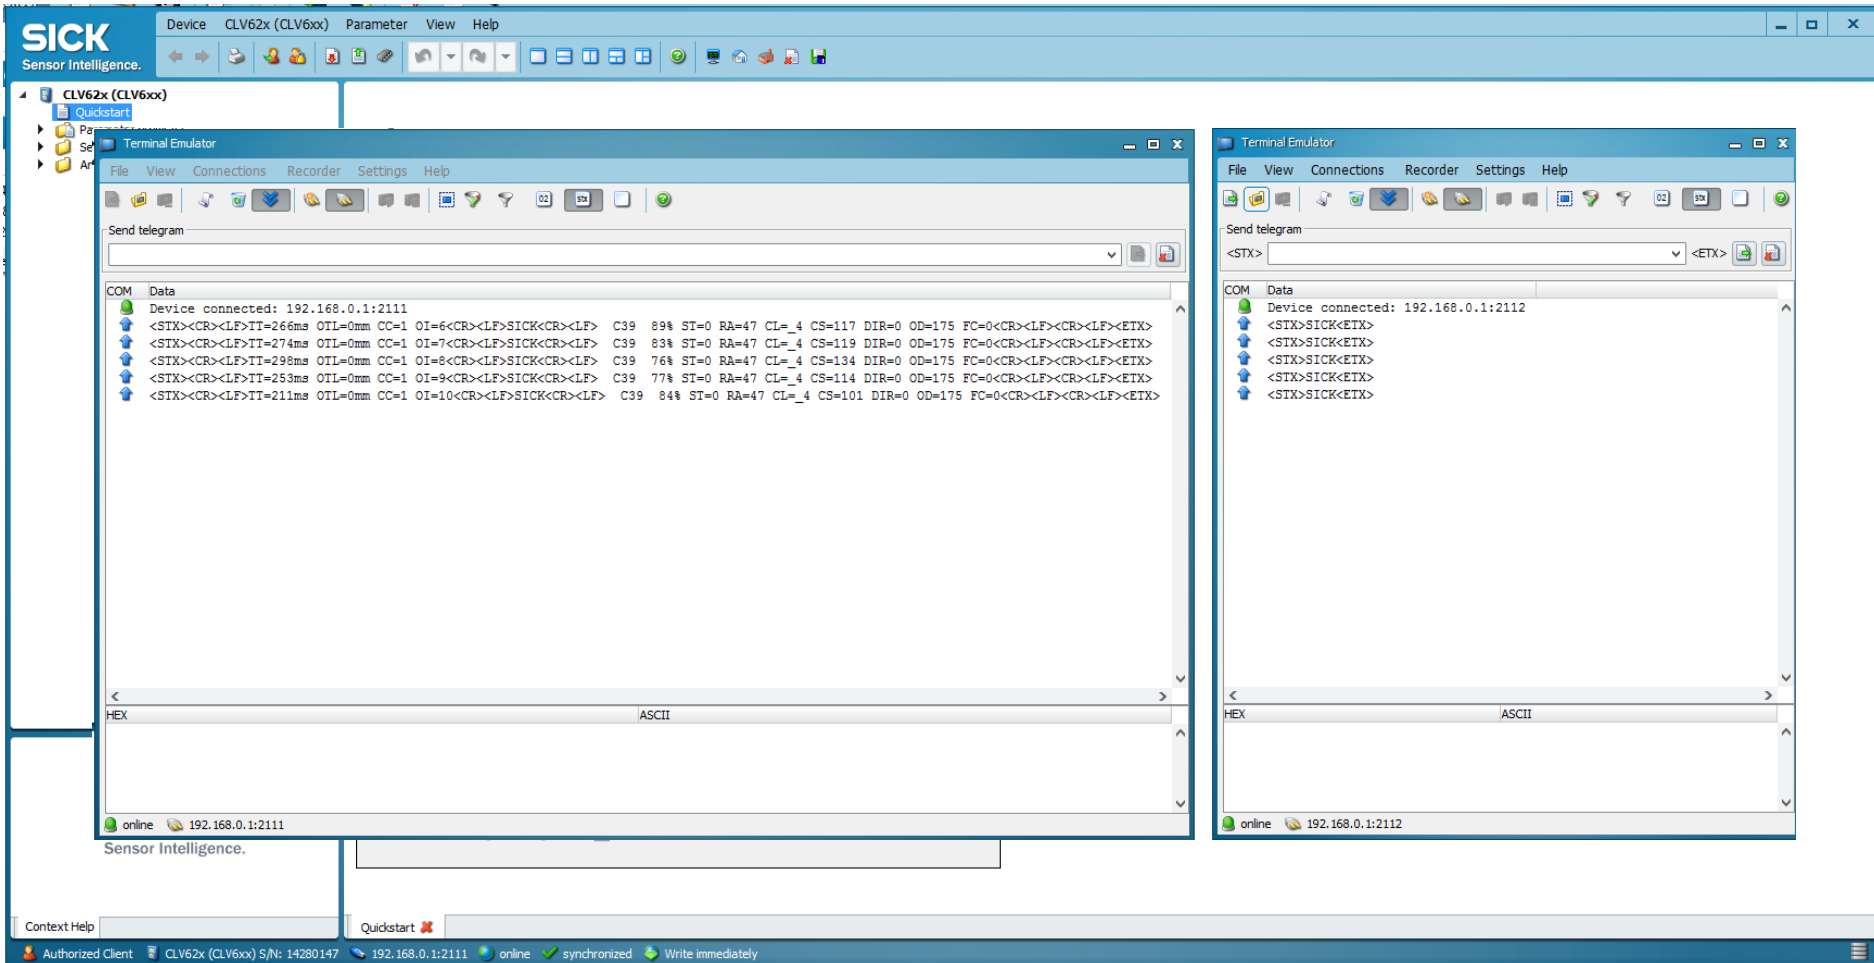 SICK
Sensor Intelligence.
Device CLV62x (CLV6xx) Parameter View Help
CLV62x (CLV6xx)
Quickstart
Terminal Emulator
File View Connections Recorder Settings Help
02 stx
Send telegram
COM Data
Device connected: 192.168.0.1:2111
<STX><CR><LF>TT=266ms OTL=0mm CC=1 OI=6<CR><LF>SICK<CR><LF> C39 89% ST=0 RA=47 CL=_4 CS=117 DIR=0 OD=175 FC=0<CR><LF><CR><LF><ETX>
<STX><CR><LF>TT=274ms OTL=0mm CC=1 OI=7<CR><LF>SICK<CR><LF> C39 83% ST=0 RA=47 CL=_4 CS=119 DIR=0 OD=175 FC=0<CR><LF><CR><LF><ETX>
<STX><CR><LF>TT=298ms OTL=0mm CC=1 OI=8<CR><LF>SICK<CR><LF> C39 76% ST=0 RA=47 CL=_4 CS=134 DIR=0 OD=175 FC=0<CR><LF><CR><LF><ETX>
<STX><CR><LF>TT=253ms OTL=0mm CC=1 OI=9<CR><LF>SICK<CR><LF> C39 77% ST=0 RA=47 CL=_4 CS=114 DIR=0 OD=175 FC=0<CR><LF><CR><LF><ETX>
<STX><CR><LF>TT=211ms OTL=0mm CC=1 OI=10<CR><LF>SICK<CR><LF> C39 84% ST=0 RA=47 CL=_4 CS=101 DIR=0 OD=175 FC=0<CR><LF><CR><LF><ETX>
HEX ASCII
online 192.168.0.1:2111
Terminal Emulator
File View Connections Recorder Settings Help
02 stx
Send telegram
<STX> <ETX>
COM Data
Device connected: 192.168.0.1:2112
<STX>SICK<ETX>
<STX>SICK<ETX>
<STX>SICK<ETX>
<STX>SICK<ETX>
<STX>SICK<ETX>
HEX ASCII
online 192.168.0.1:2112
Sensor Intelligence.
Context Help
Quickstart
Authorized Client CLV62x (CLV6xx) S/N: 14280147 192.168.0.1:2111 online synchronized Write immediately